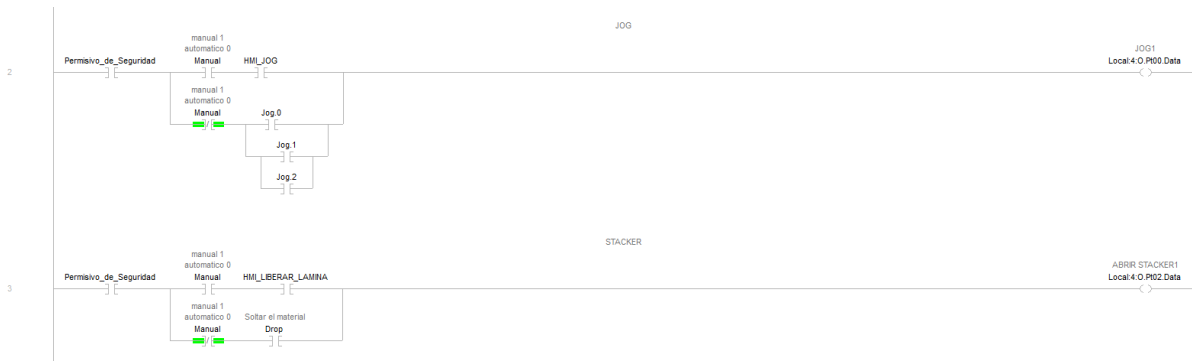 JOG
manual 1
automatico 0
JOG1
Permisivo_de_Seguridad Manual HMI_JOG Local:4:O.Pt00.Data
2
manual 1
automatico 0
Manual Jog.0
Jog.1
Jog.2
STACKER
manual 1
automatico 0
ABRIR STACKER1
Permisivo_de_Seguridad Manual HMI_LIBERAR_LAMINA Local:4:O.Pt02.Data
3
manual 1
automatico 0 Soltar el material
Manual Drop